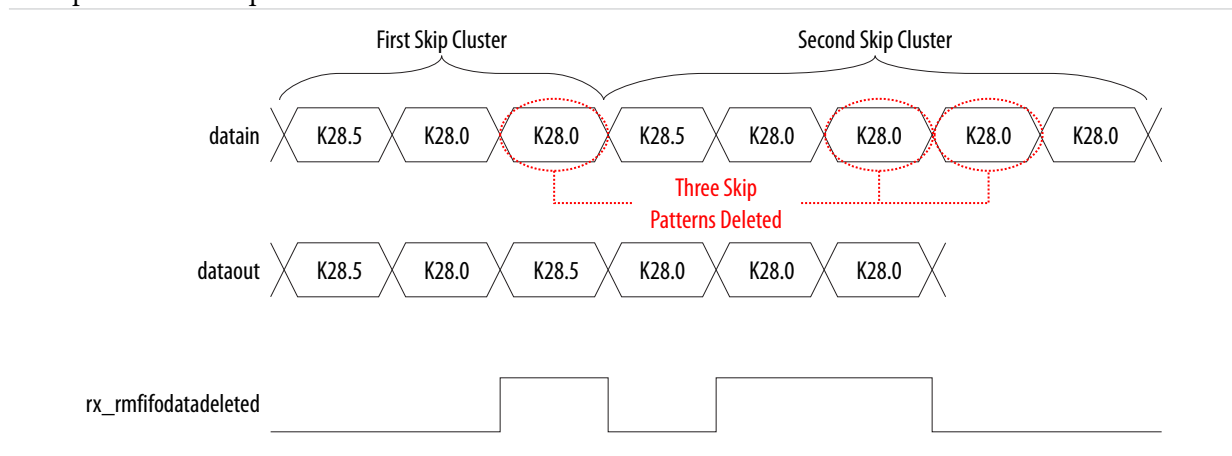 First Skip Cluster Second Skip Cluster
datain K28.5 K28.0 K28.0 K28.5 K28.0 K28.0 K28.0 K28.0
Three Skip
Patterns Deleted
dataout K28.5 K28.0 K28.5 K28.0 K28.0 K28.0
rx_rmfifodatadeleted